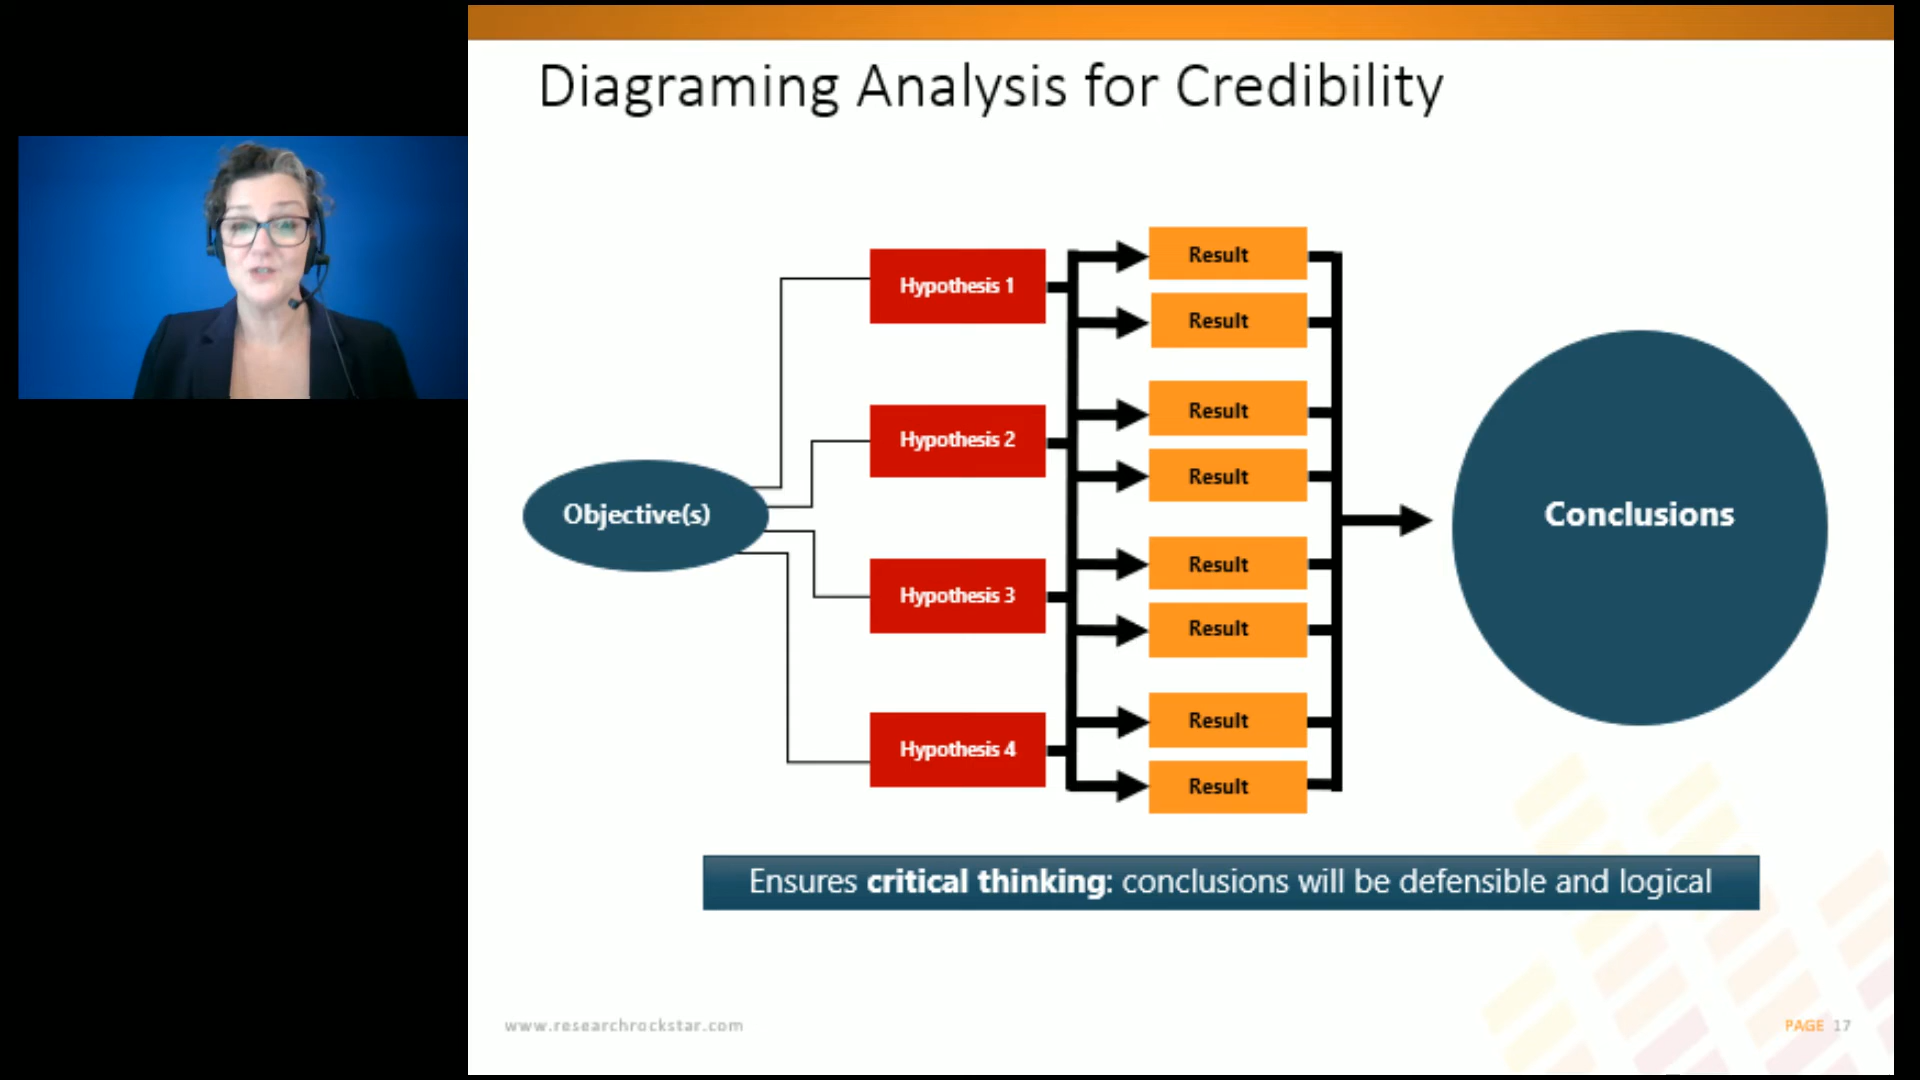 Diagraming Analysis for Credibility
Objective(s)
Hypothesis 1
Hypothesis 2
Hypothesis 3
Hypothesis 4
Result
Result
Result
Result
Result
Result
Result
Result
Conclusions
Ensures critical thinking: conclusions will be defensible and logical
www.researchrockstar.com
PAGE 17